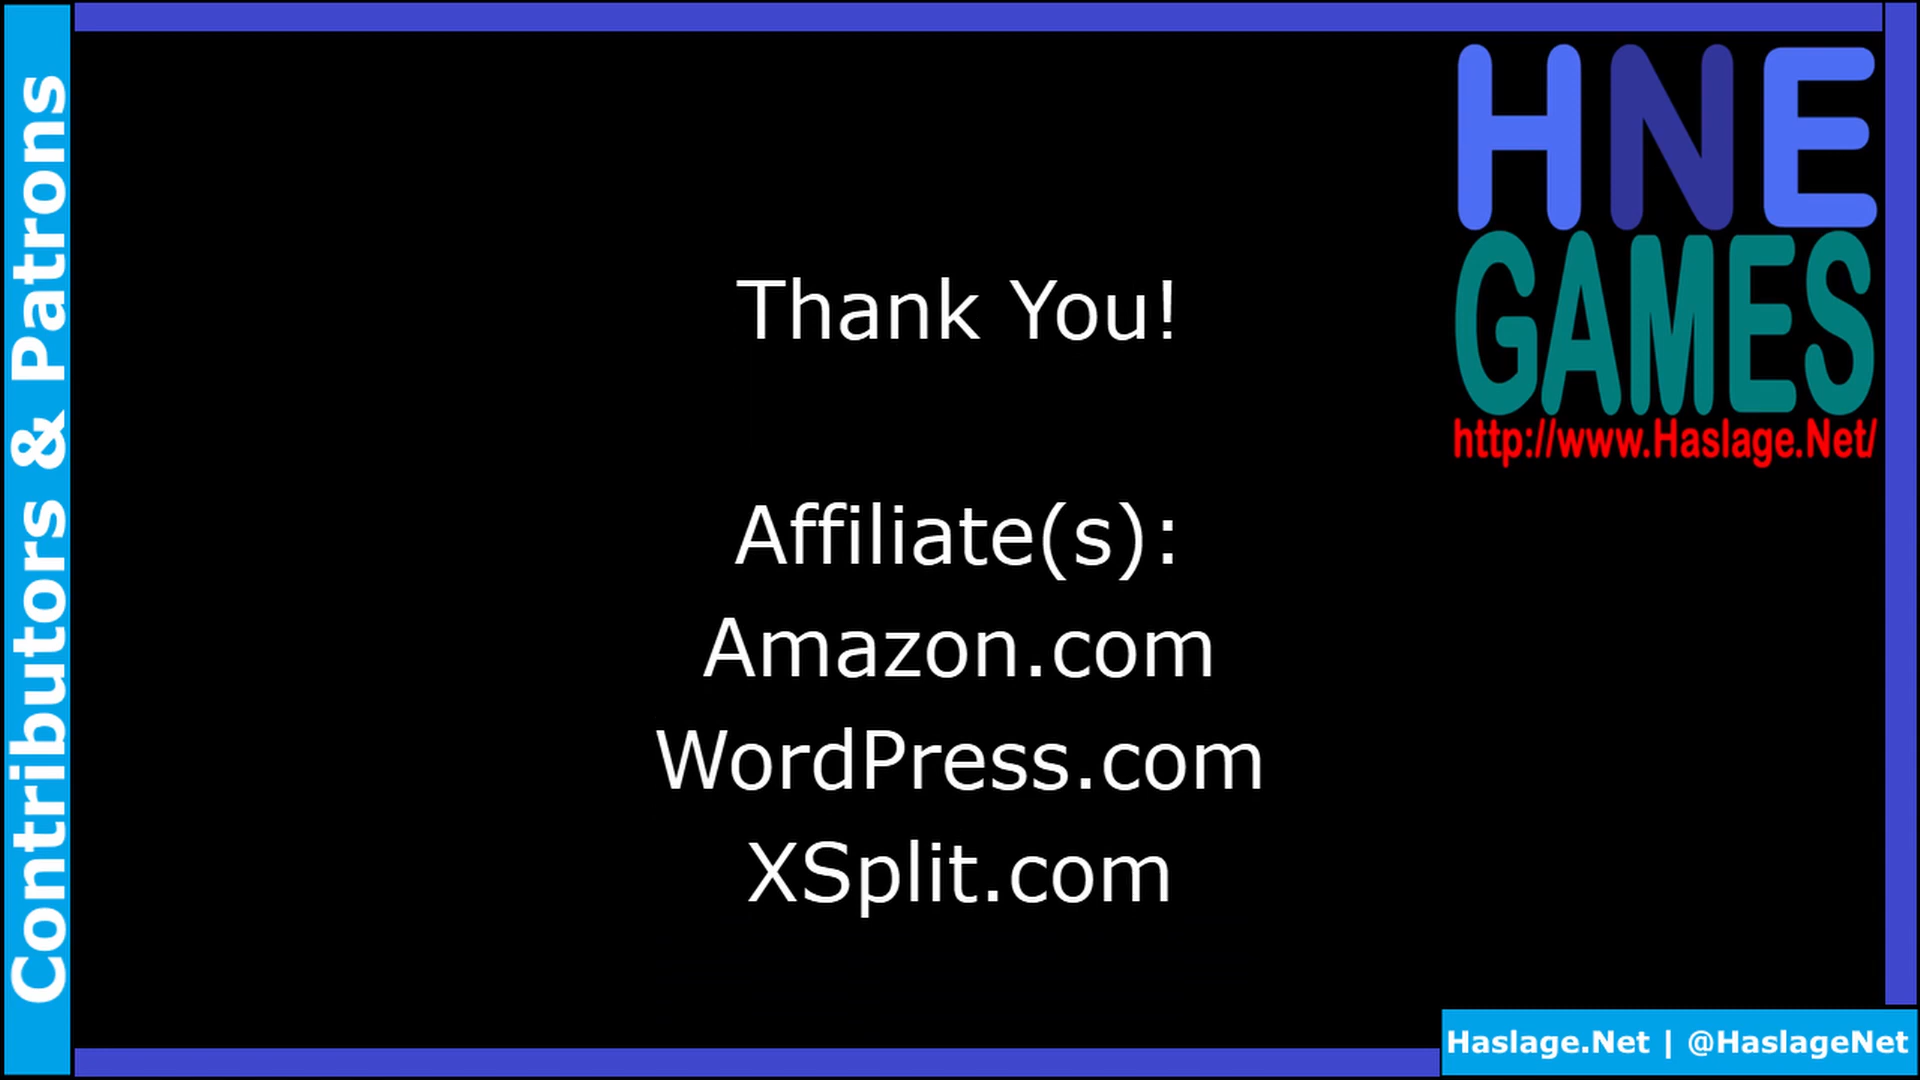 Contributors & Patrons
HNE
GAMES
http://www.Haslage.Net/
Thank You!
Affiliate(s):
Amazon.com
WordPress.com
XSplit.com
Haslage.Net | @HaslageNet